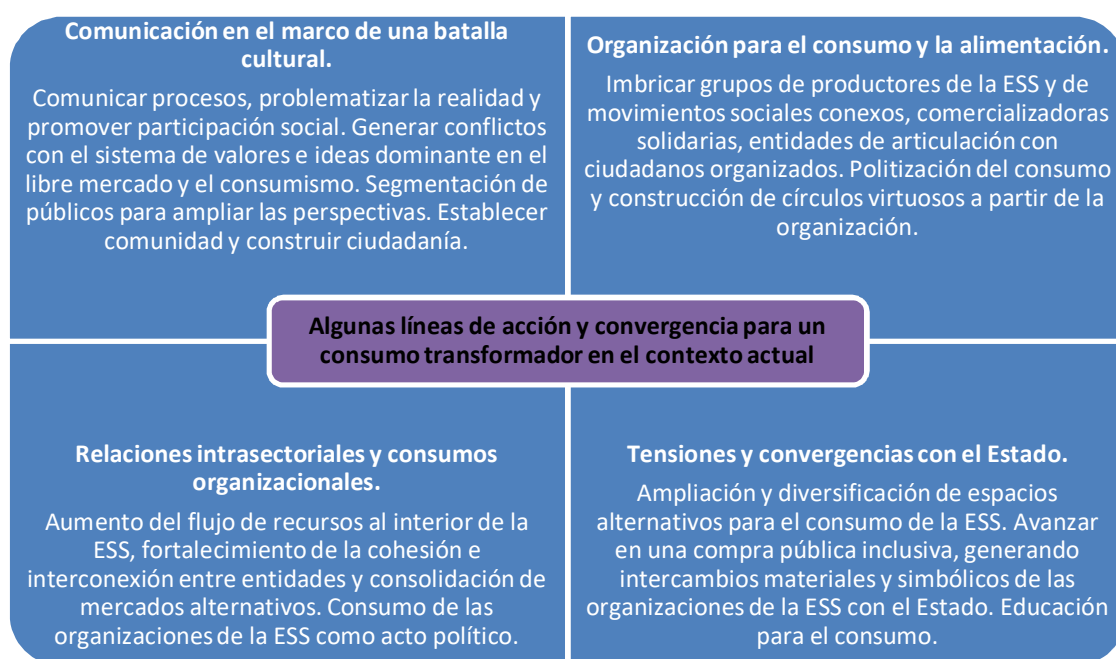 Comunicación en el marco de una batalla
cultural.
Comunicar procesos, problematizar la realidad y
promover participación social. Generar conflictos
con el sistema de valores e ideas dominante en el
libre mercado y el consumismo. Segmentación de
públicos para ampliar las perspectivas. Establecer
comunidad y construir ciudadanía.
Organización para el consumo y la alimentación.
Imbricar grupos de productores de la ESS y de
movimientos sociales conexos, comercializadoras
solidarias, entidades de articulación con
ciudadanos organizados. Politización del consumo
y construcción de círculos virtuosos a partir de la
organización.
Algunas líneas de acción y convergencia para un
consumo transformador en el contexto actual
Relaciones intrasectoriales y consumos
organizacionales.
Aumento del flujo de recursos al interior de la
ESS, fortalecimiento de la cohesión e
interconexión entre entidades y consolidación de
mercados alternativos. Consumo de las
organizaciones de la ESS como acto político.
Tensiones y convergencias con el Estado.
Ampliación y diversificación de espacios
alternativos para el consumo de la ESS. Avanzar
en una compra pública inclusiva, generando
intercambios materiales y simbólicos de las
organizaciones de la ESS con el Estado. Educación
para el consumo.